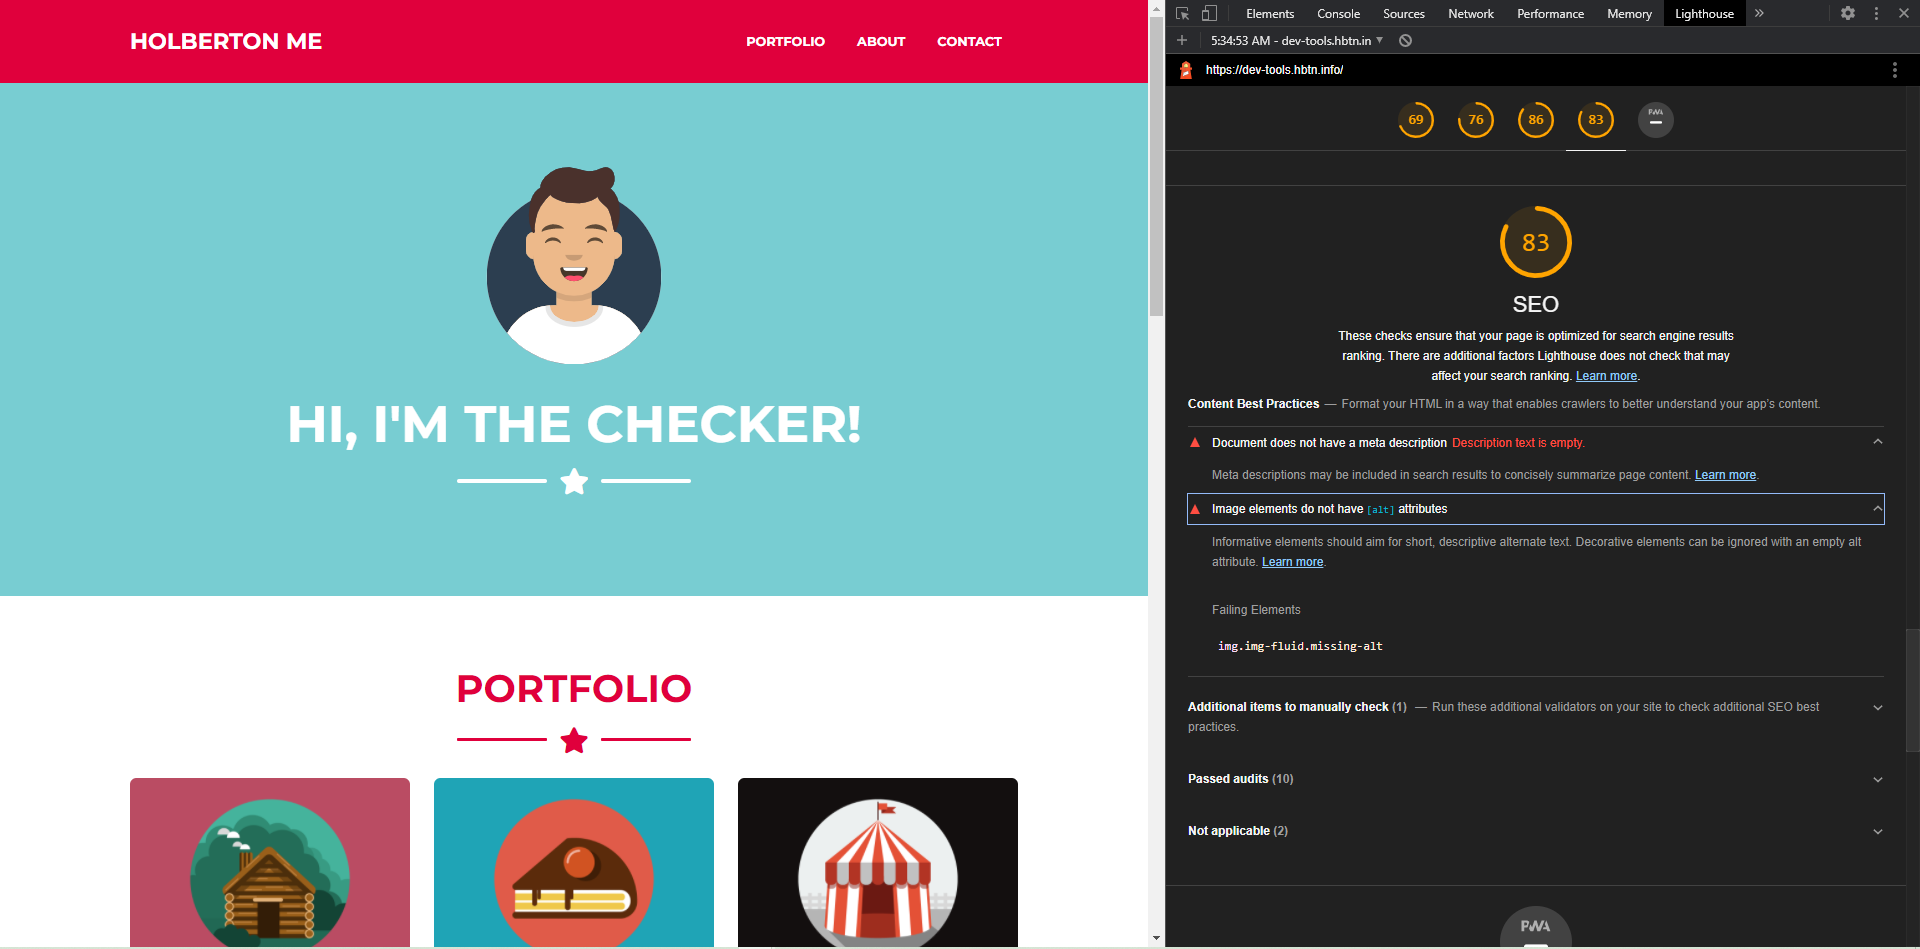 HOLBERTON ME
PORTFOLIO ABOUT CONTACT
HI, I'M THE CHECKER!
PORTFOLIO
Elements Console Sources Network Performance Memory Lighthouse »
5:34:53 AM - dev-tools.hbtn.in
https://dev-tools.hbtn.info/
69 76 86 83 PWA
83
SEO
These checks ensure that your page is optimized for search engine results
ranking. There are additional factors Lighthouse does not check that may
affect your search ranking. Learn more.
Content Best Practices — Format your HTML in a way that enables crawlers to better understand your app's content.
Document does not have a meta description Description text is empty.
Meta descriptions may be included in search results to concisely summarize page content. Learn more.
Image elements do not have [alt] attributes
Informative elements should aim for short, descriptive alternate text. Decorative elements can be ignored with an empty alt
attribute. Learn more.
Failing Elements
img.img-fluid.missing-alt
Additional items to manually check (1) — Run these additional validators on your site to check additional SEO best
practices.
Passed audits (10)
Not applicable (2)
PWA